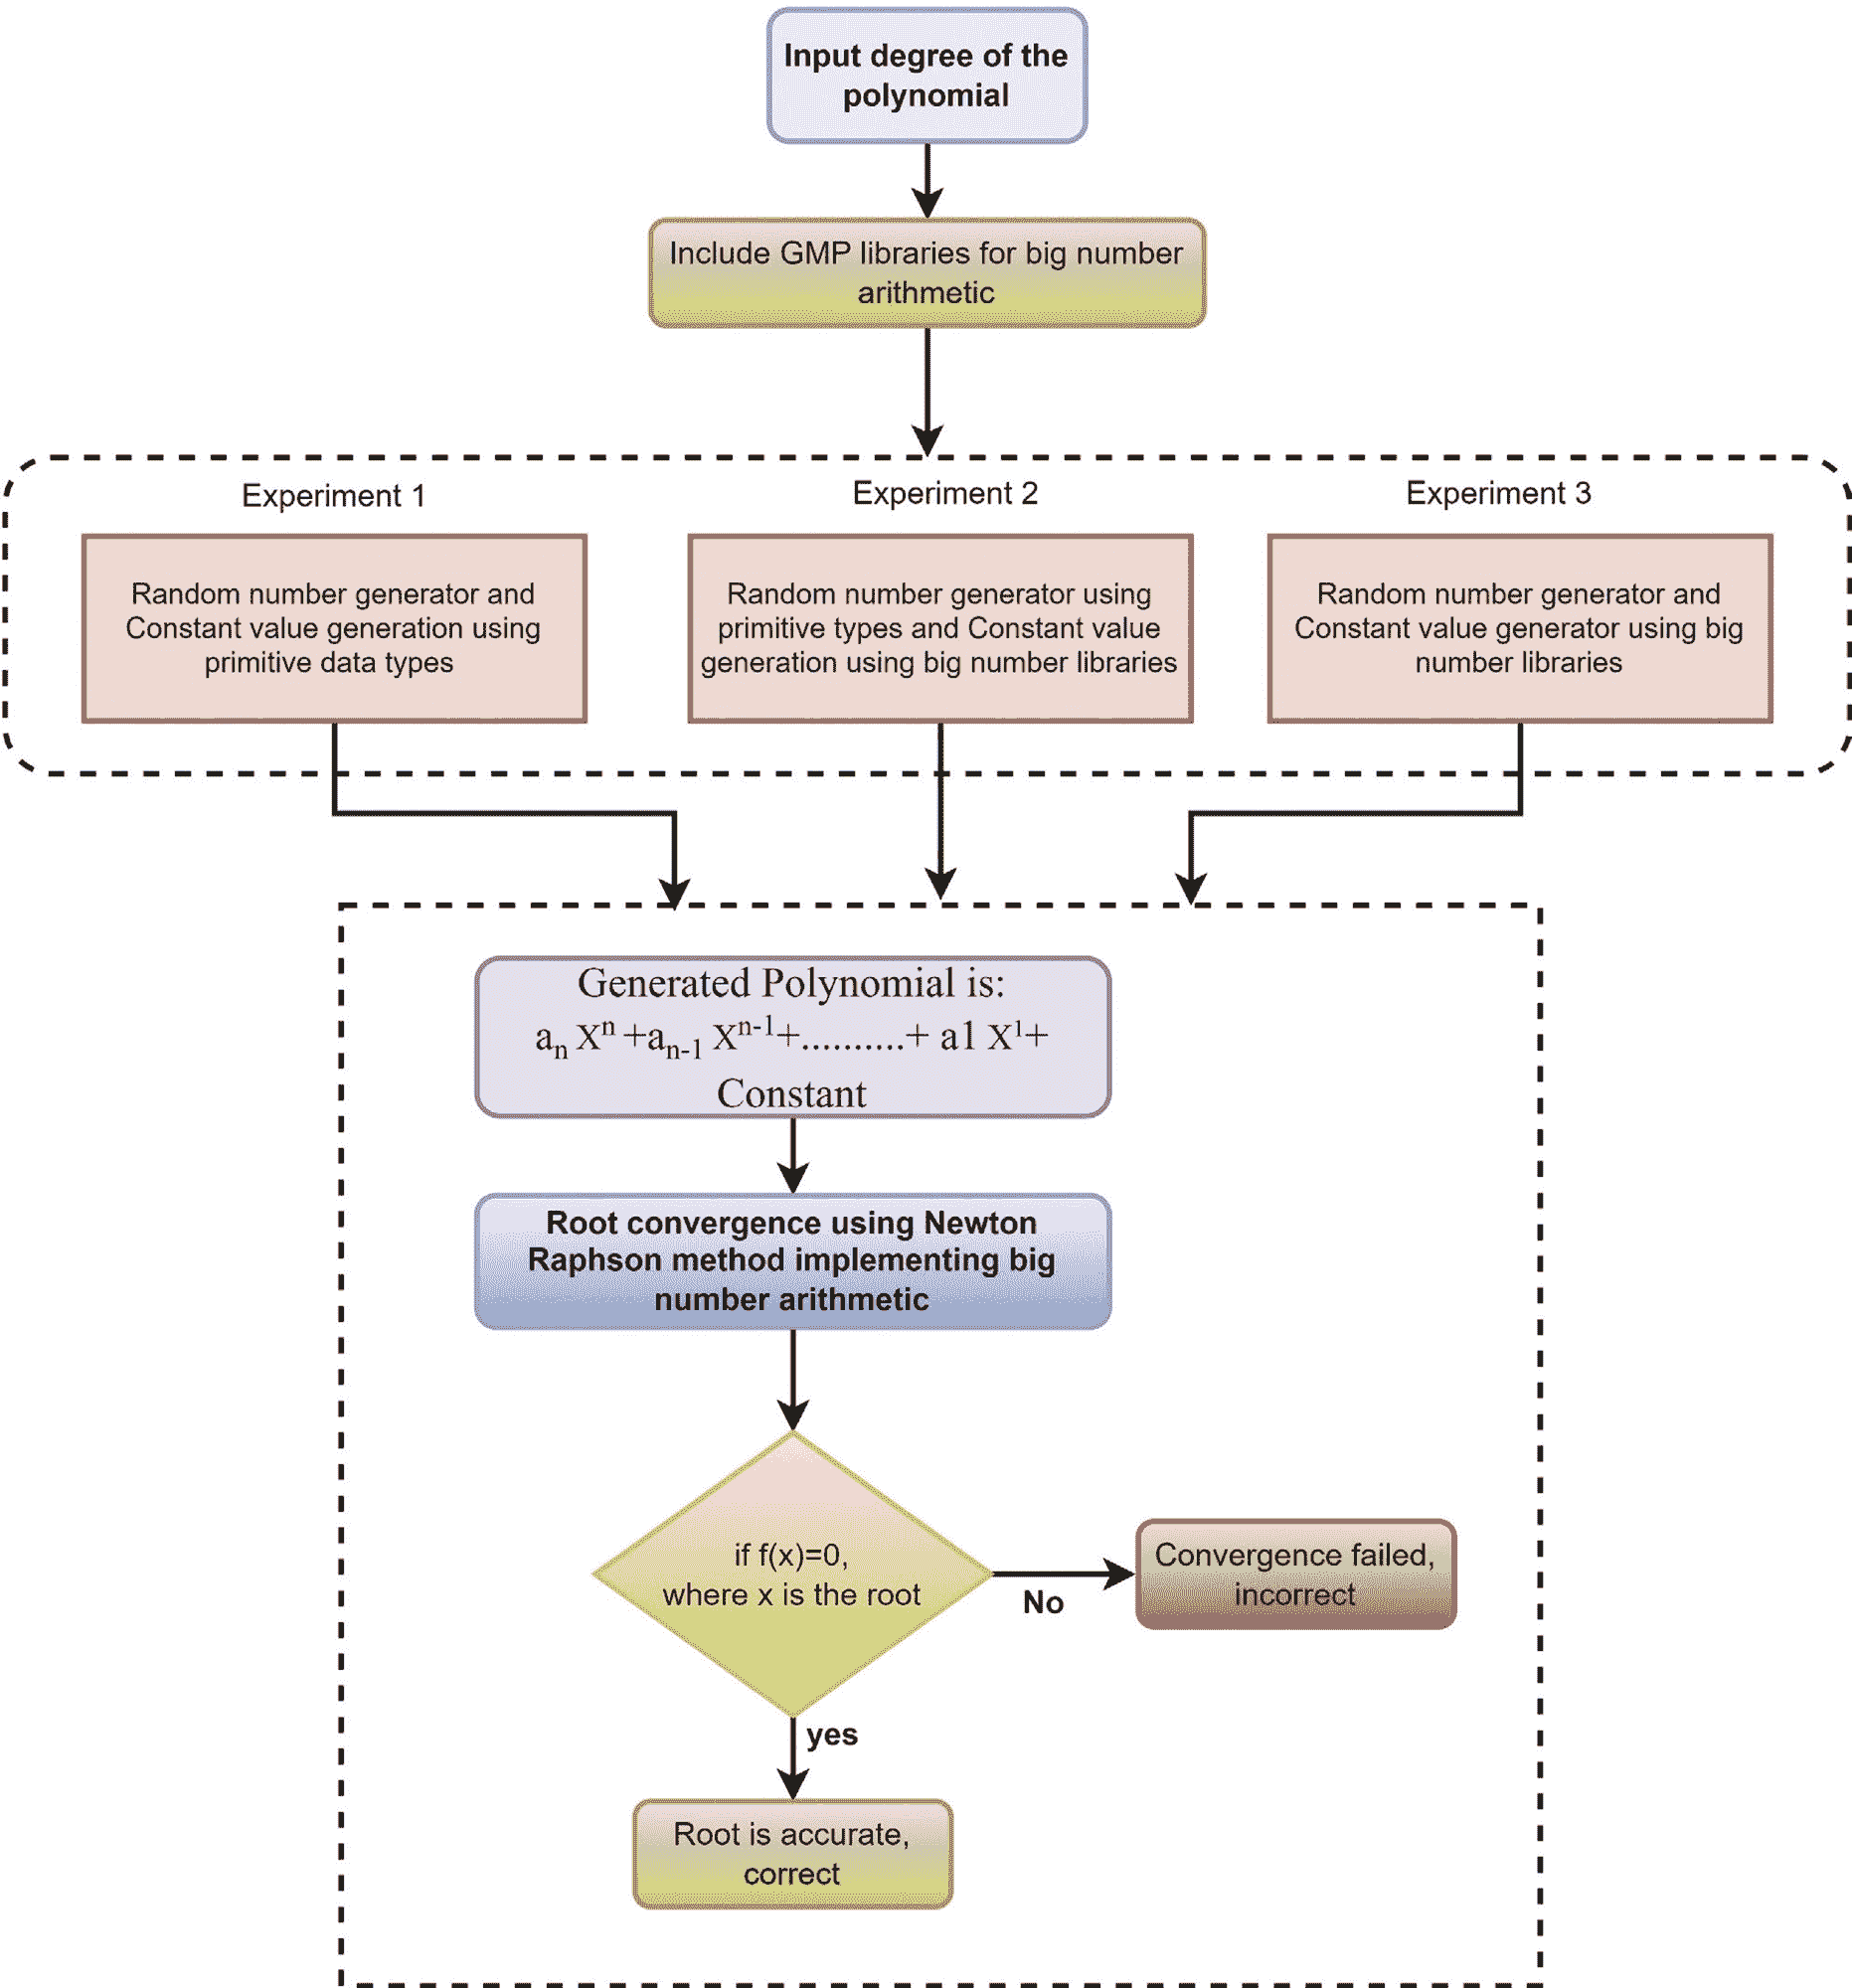 Input degree of the
polynomial
Include GMP libraries for big number
arithmetic
Experiment 1
Experiment 2
Experiment 3
Random number generator and
Constant value generation using
primitive data types
Random number generator using
primitive types and Constant value
generation using big number libraries
Random number generator and
Constant value generator using big
number libraries
Generated Polynomial is:
aₙ Xⁿ +aₙ₋₁ Xⁿ⁻¹+..........+ a1 X¹+
Constant
Root convergence using Newton
Raphson method implementing big
number arithmetic
if f(x)=0,
where x is the root
No
Convergence failed,
incorrect
yes
Root is accurate,
correct